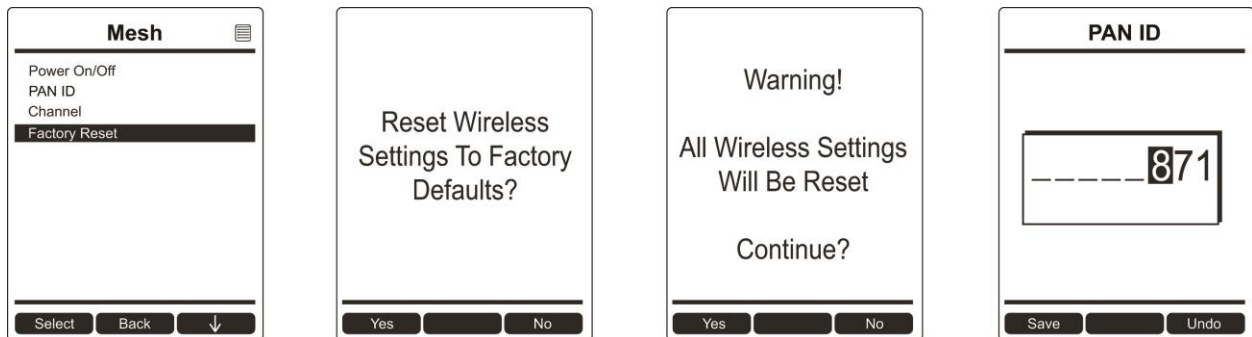 Mesh
Power On/Off
PAN ID
Channel
Factory Reset
Select Back ↓
Reset Wireless
Settings To Factory
Defaults?
Yes No
Warning!
All Wireless Settings
Will Be Reset
Continue?
Yes No
PAN ID
_____871
Save Undo